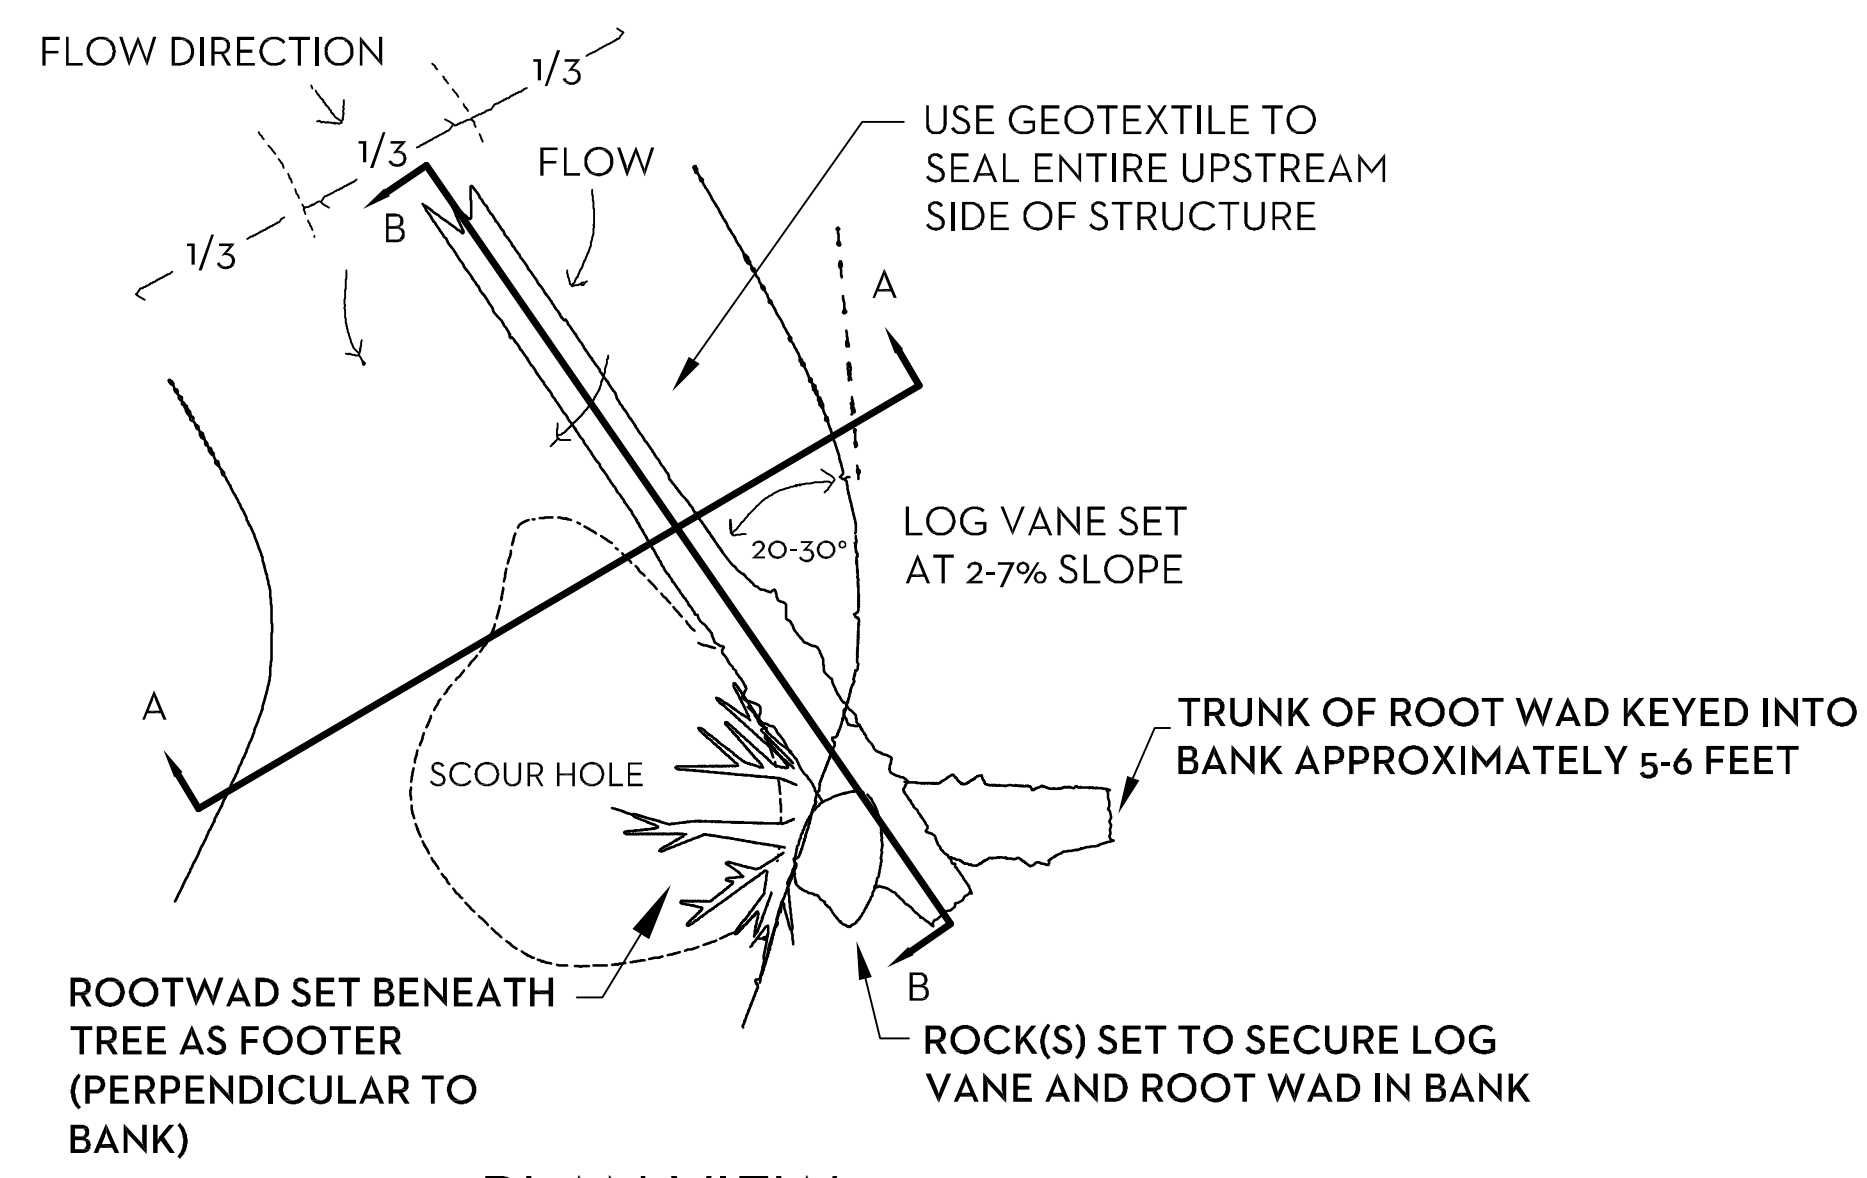 FLOW DIRECTION
1/3
1/3
1/3
FLOW
B
USE GEOTEXTILE TO
SEAL ENTIRE UPSTREAM
SIDE OF STRUCTURE
A
20-30°
LOG VANE SET
AT 2-7% SLOPE
A
SCOUR HOLE
TRUNK OF ROOT WAD KEYED INTO
BANK APPROXIMATELY 5-6 FEET
ROOTWAD SET BENEATH
TREE AS FOOTER
(PERPENDICULAR TO
BANK)
B
ROCK(S) SET TO SECURE LOG
VANE AND ROOT WAD IN BANK
PLAN VIEW